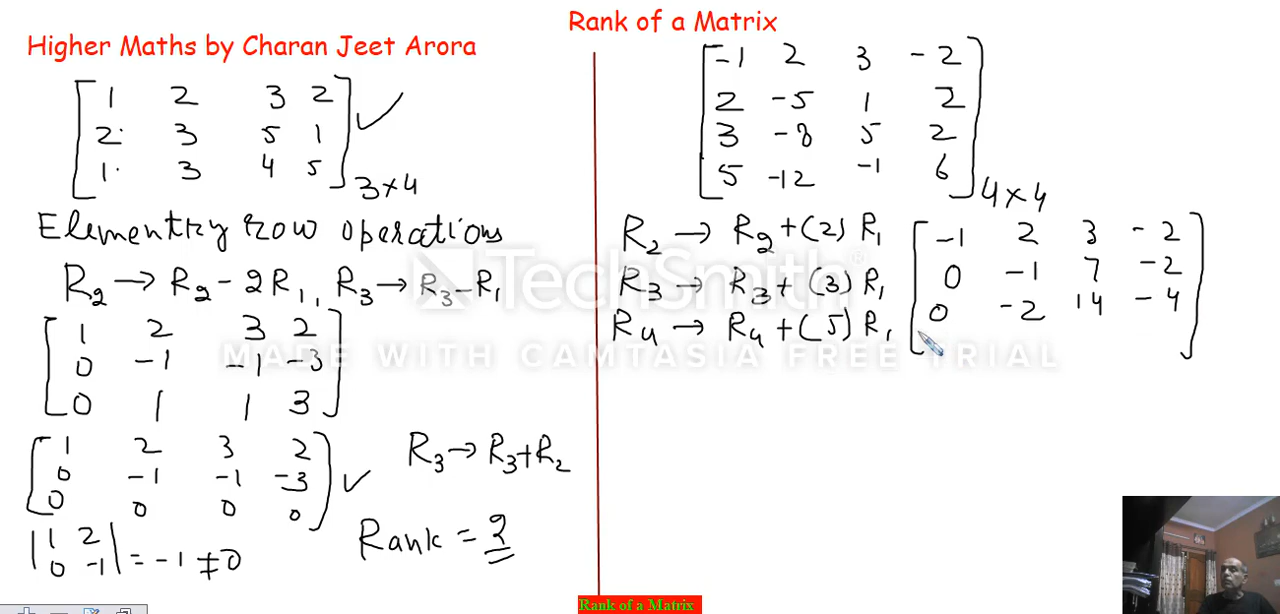 Rank of a Matrix
Higher Maths by Charan Jeet Arora
1 2 3 2
2 3 5 1
1 3 4 5
3×4
Elementry row operations
R2 → R2 - 2R1, R3 → R3 - R1
1 2 3 2
0 -1 -1 -3
0 1 1 3
1 2 3 2
0 -1 -1 -3
0 0 0 0
R3 → R3 + R2
|1 2|
|0 -1| = -1 ≠ 0
Rank = 2
-1 2 3 -2
2 -5 1 2
3 -8 5 2
5 -12 -1 6
4×4
R2 → R2 + (2) R1
R3 → R3 + (3) R1
R4 → R4 + (5) R1
-1 2 3 -2
0 -1 7 -2
0 -2 14 -4
TechSmith
MADE WITH CAMTASIA FREE TRIAL
Rank of a Matrix